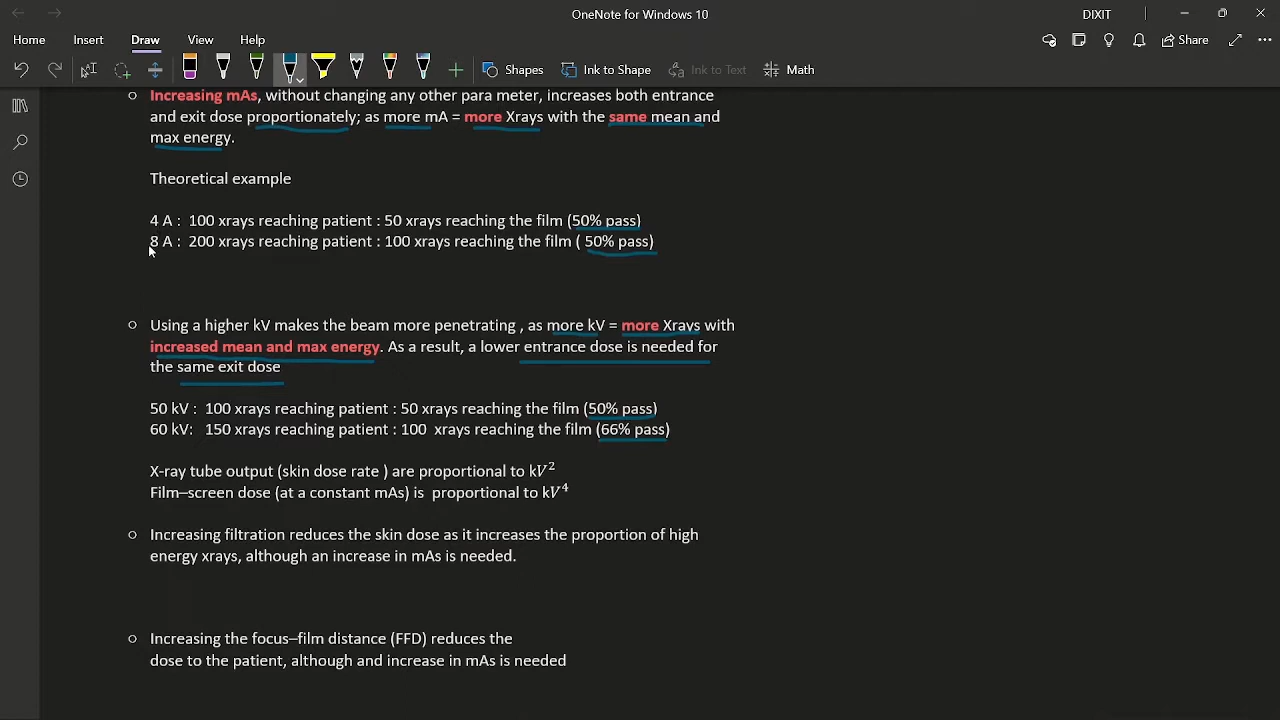 OneNote for Windows 10
DIXIT
Home Insert Draw View Help
Share
Shapes Ink to Shape Ink to Text Math
Increasing mAs, without changing any other para meter, increases both entrance
and exit dose proportionately; as more mA = more Xrays with the same mean and
max energy.
Theoretical example
4 A : 100 xrays reaching patient : 50 xrays reaching the film (50% pass)
8 A : 200 xrays reaching patient : 100 xrays reaching the film ( 50% pass)
Using a higher kV makes the beam more penetrating , as more kV = more Xrays with
increased mean and max energy. As a result, a lower entrance dose is needed for
the same exit dose
50 kV : 100 xrays reaching patient : 50 xrays reaching the film (50% pass)
60 kV: 150 xrays reaching patient : 100 xrays reaching the film (66% pass)
X-ray tube output (skin dose rate ) are proportional to kV²
Film–screen dose (at a constant mAs) is proportional to kV⁴
Increasing filtration reduces the skin dose as it increases the proportion of high
energy xrays, although an increase in mAs is needed.
Increasing the focus–film distance (FFD) reduces the
dose to the patient, although and increase in mAs is needed